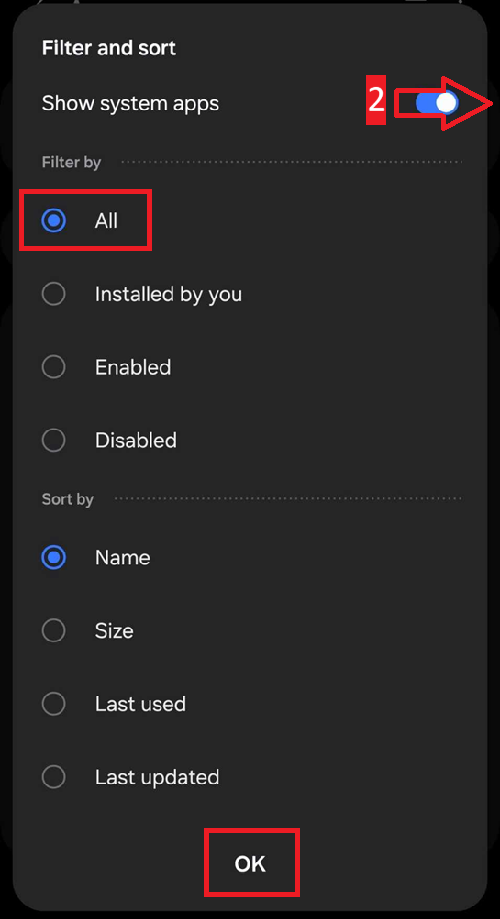 Filter and sort
Show system apps
2
Filter by
All
Installed by you
Enabled
Disabled
Sort by
Name
Size
Last used
Last updated
OK